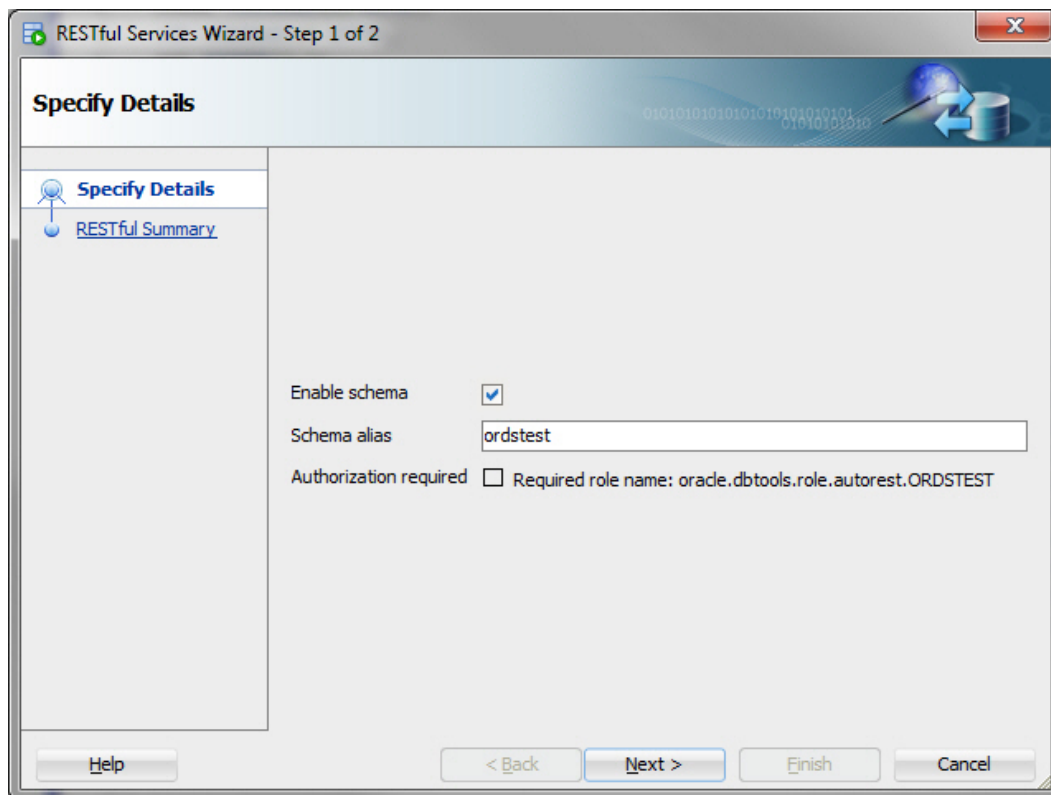 RESTful Services Wizard - Step 1 of 2
X
Specify Details
0101010101010101010101010101
01010101010
Specify Details
RESTful Summary
Enable schema
Schema alias ordstest
Authorization required Required role name: oracle.dbtools.role.autorest.ORDSTEST
Help < Back Next > Finish Cancel